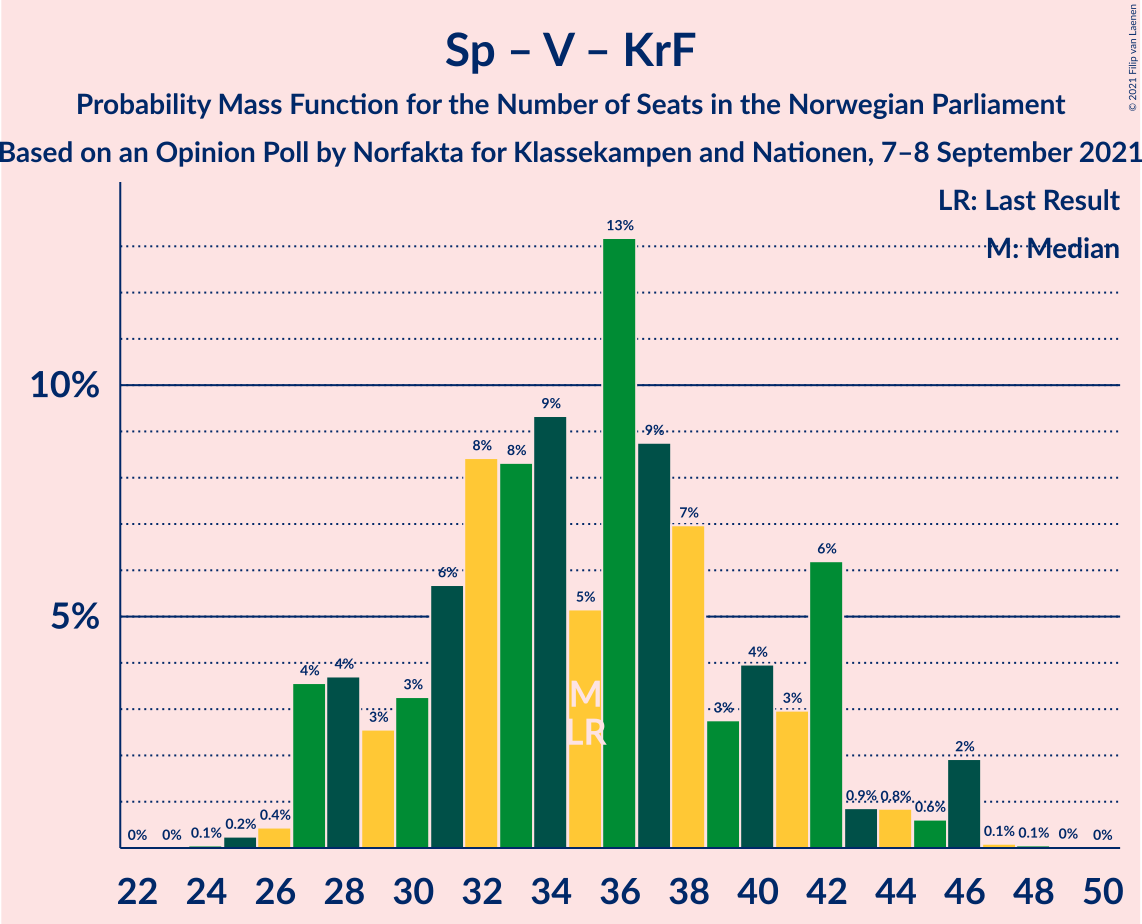 Sp – V – KrF
Probability Mass Function for the Number of Seats in the Norwegian Parliament
Based on an Opinion Poll by Norfakta for Klassekampen and Nationen, 7–8 September 2021
© 2021 Filip van Laenen
LR: Last Result
M: Median
10%
5%
0% 0% 0.1% 0.2% 0.4% 4% 4% 3% 3% 6% 8% 8% 9% 5% 13% 9% 7% 3% 4% 3% 6% 0.9% 0.8% 0.6% 2% 0.1% 0.1% 0% 0%
M
LR
22 24 26 28 30 32 34 36 38 40 42 44 46 48 50